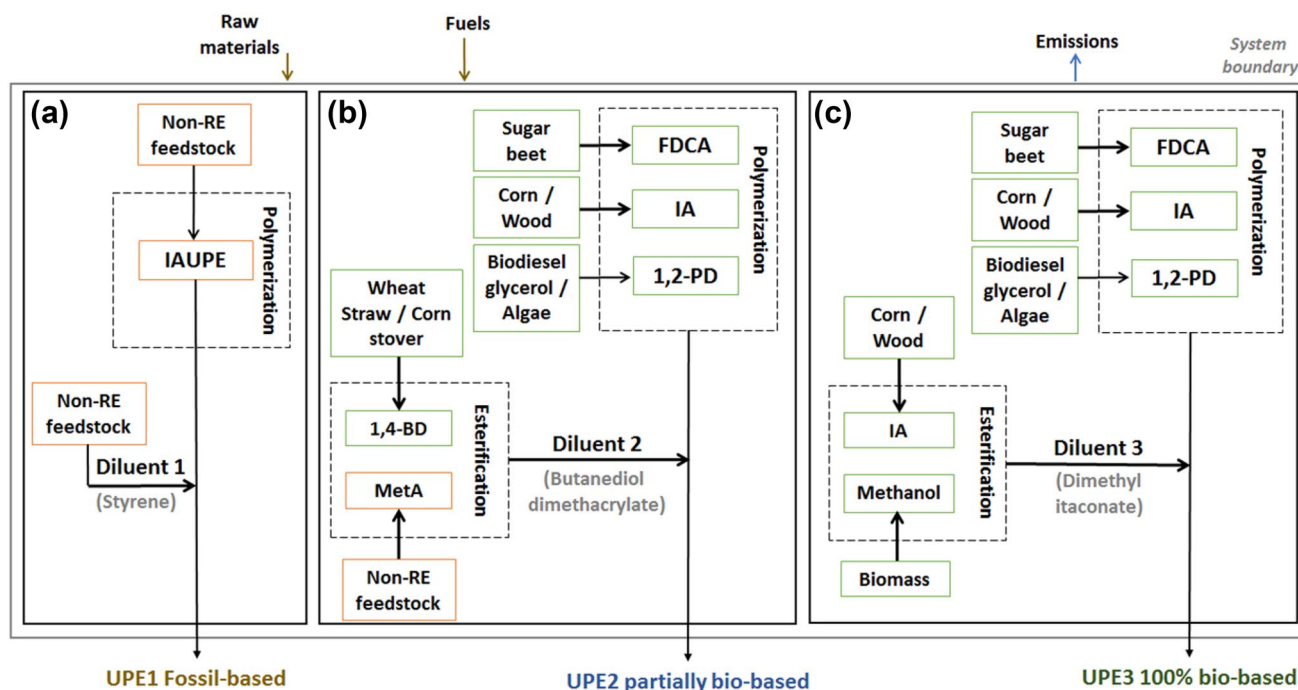 Raw
materials
Fuels
Emissions
System
boundary
(a)
Non-RE
feedstock
Polymerization
IAUPE
Non-RE
feedstock
Diluent 1
(Styrene)
UPE1 Fossil-based
(b)
Sugar
beet
FDCA
Corn /
Wood
IA
Biodiesel
glycerol /
Algae
1,2-PD
Polymerization
Wheat
Straw / Corn
stover
1,4-BD
MetA
Esterification
Non-RE
feedstock
Diluent 2
(Butanediol
dimethacrylate)
UPE2 partially bio-based
(c)
Sugar
beet
FDCA
Corn /
Wood
IA
Biodiesel
glycerol /
Algae
1,2-PD
Polymerization
Corn /
Wood
IA
Methanol
Esterification
Biomass
Diluent 3
(Dimethyl
itaconate)
UPE3 100% bio-based